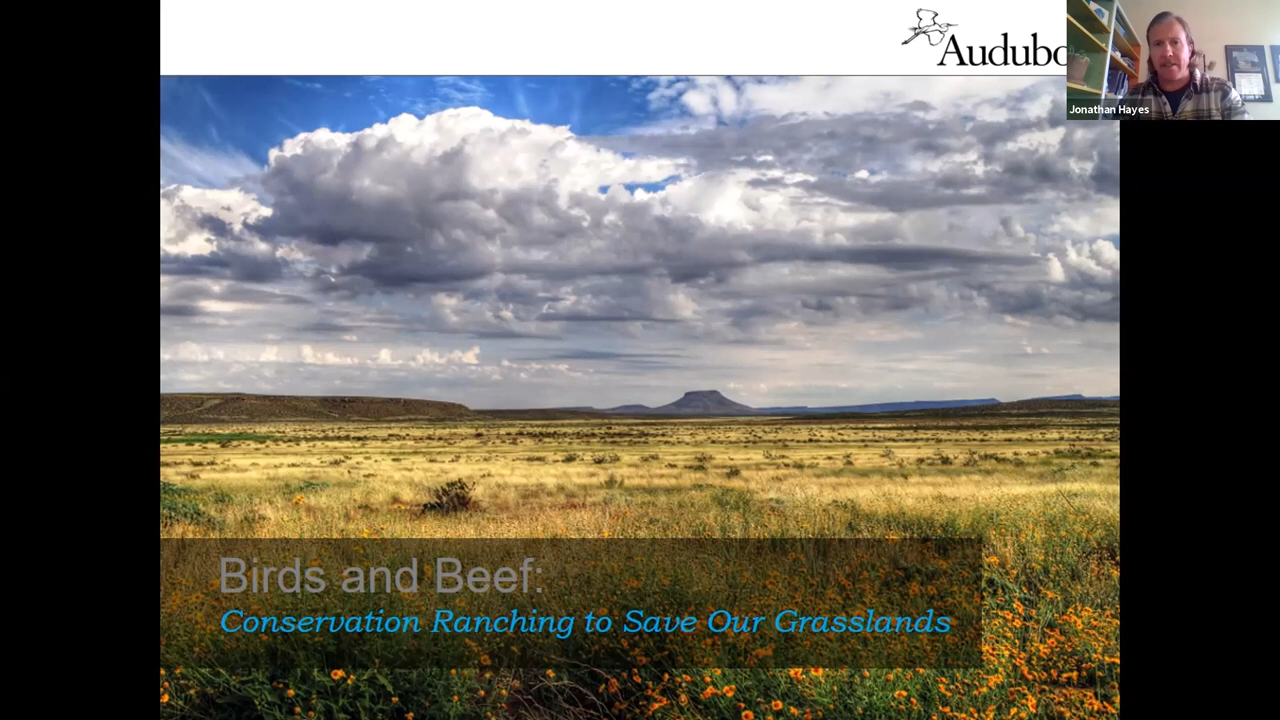 Audubo
Jonathan Hayes
Birds and Beef:
Conservation Ranching to Save Our Grasslands